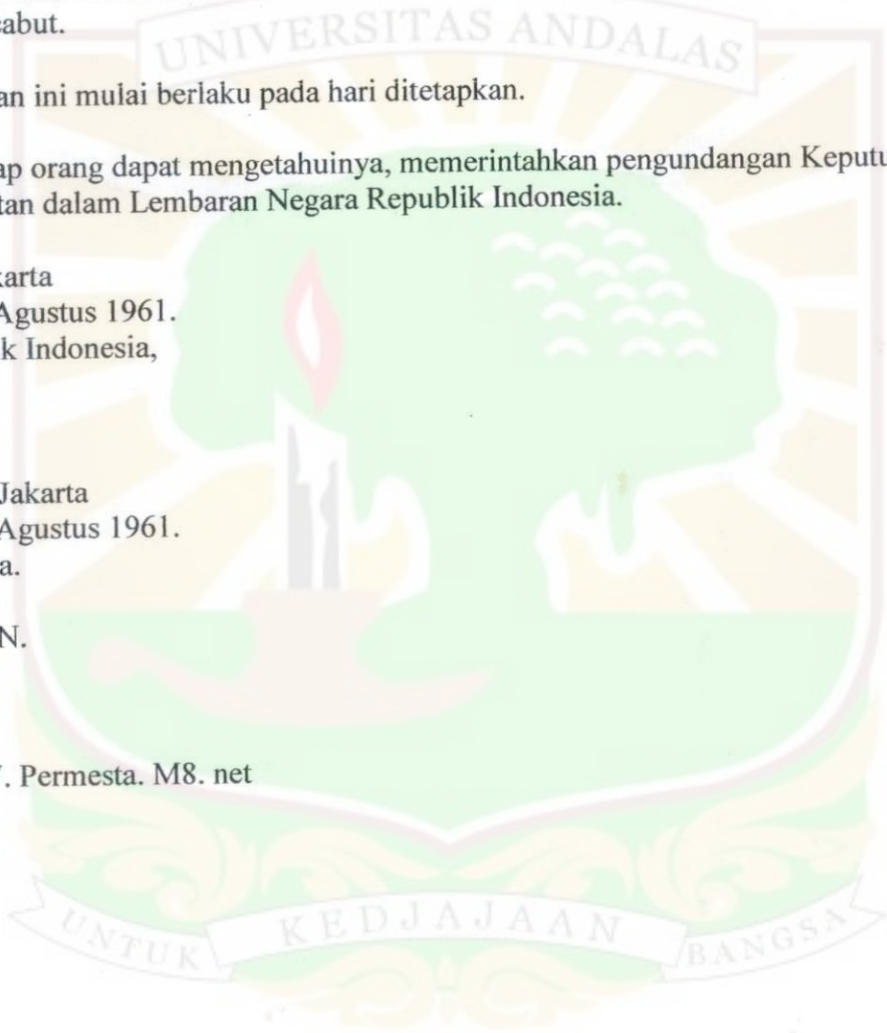 cabut.
UNIVERSITAS ANDALAS
an ini mulai berlaku pada hari ditetapkan.
ap orang dapat mengetahuinya, memerintahkan pengundangan Keputu
tan dalam Lembaran Negara Republik Indonesia.
karta
Agustus 1961.
k Indonesia,
Jakarta
Agustus 1961.
a.
N.
. Permesta. M8. net
UNTUK KEDJAJAAN BANGSA